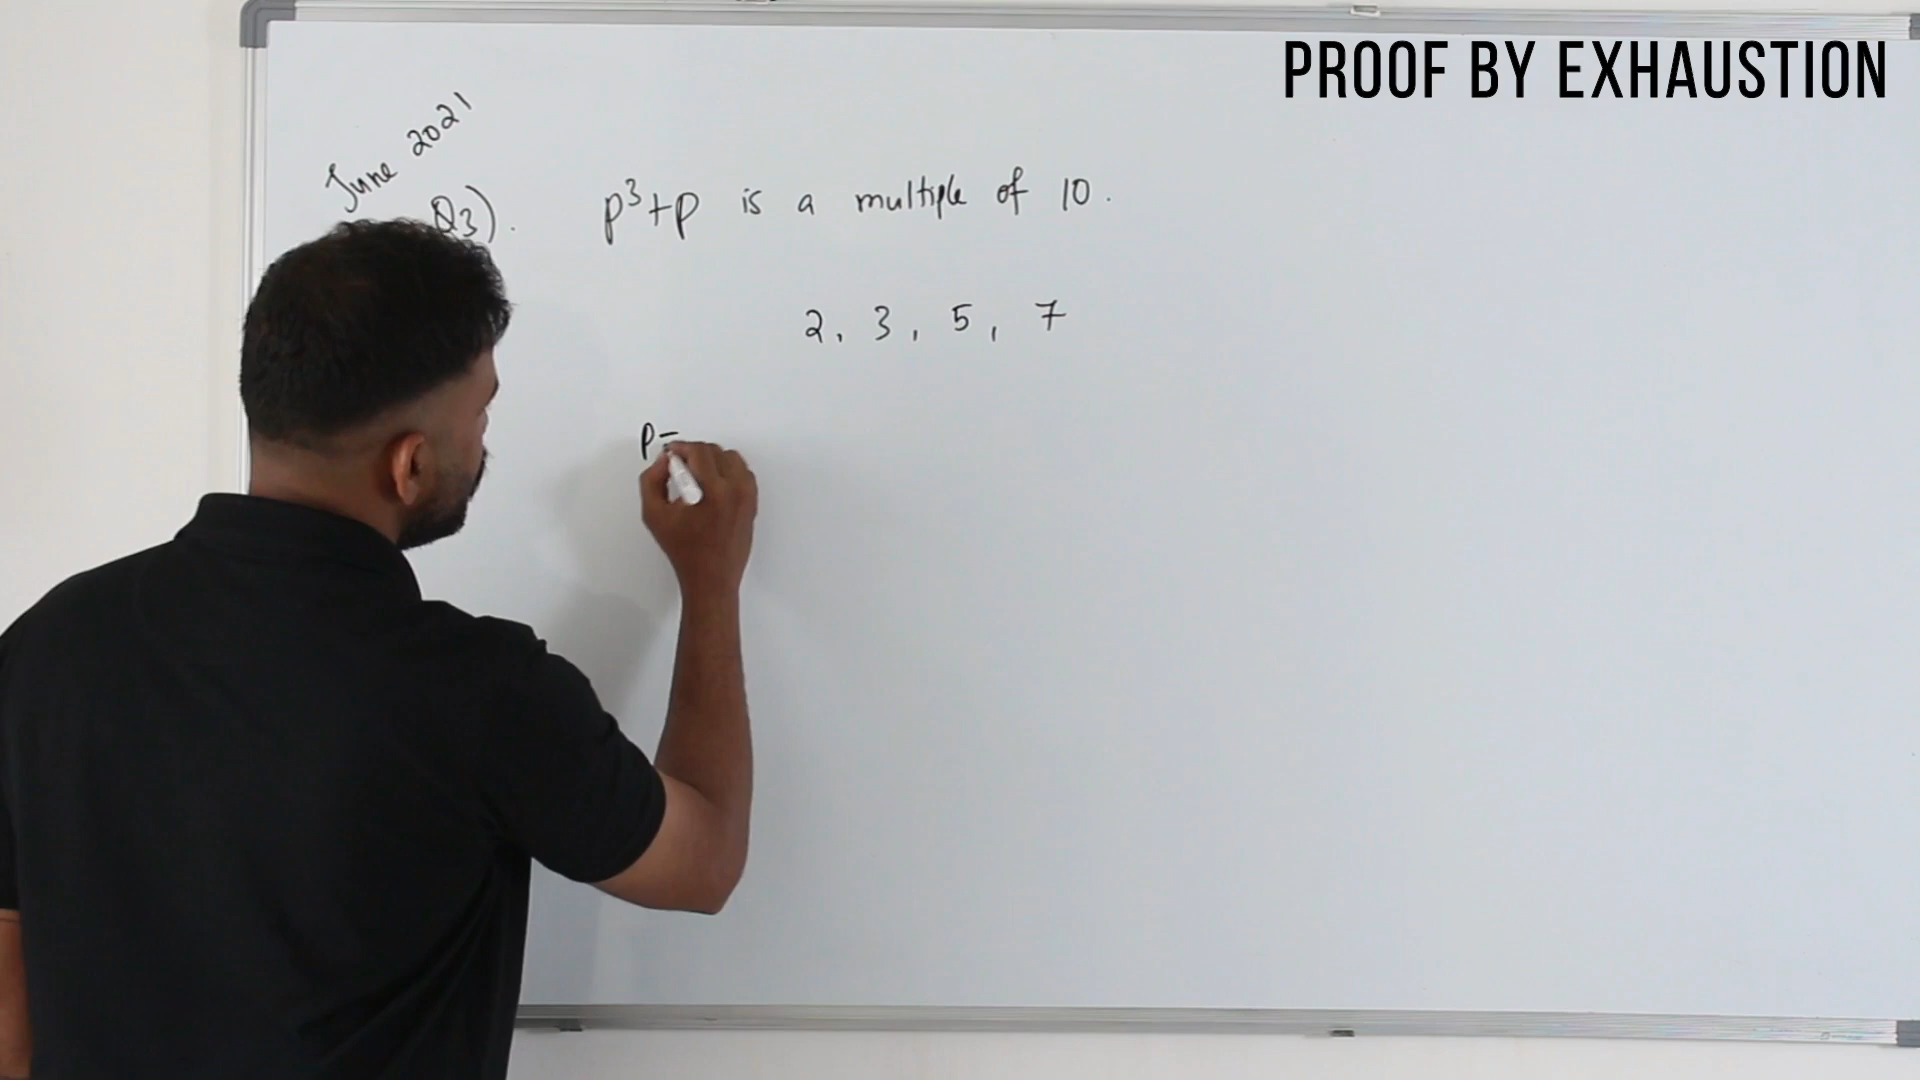 PROOF BY EXHAUSTION
June 2021
Q3). p³+p is a multiple of 10.
2, 3, 5, 7
p=